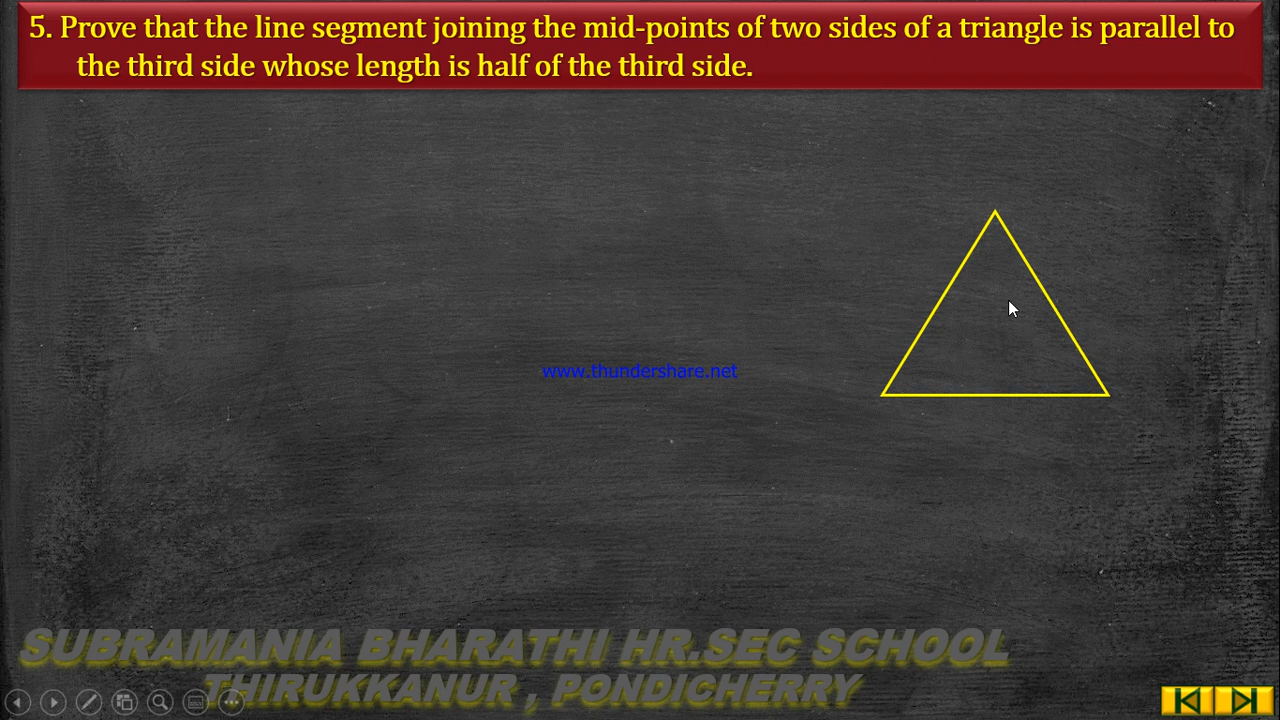 5. Prove that the line segment joining the mid-points of two sides of a triangle is parallel to
the third side whose length is half of the third side.
www.thundershare.net
SUBRAMANIA BHARATHI HR.SEC SCHOOL
THIRUKKANUR , PONDICHERRY